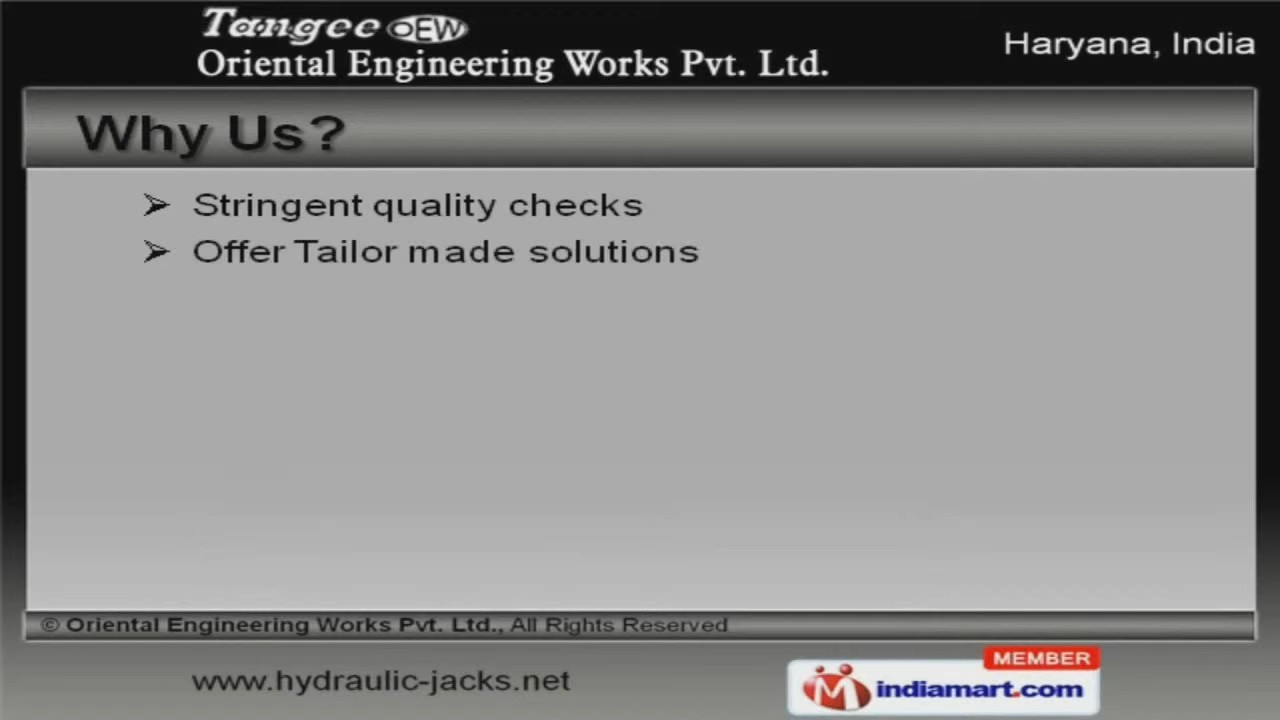 Tangee OEW
Oriental Engineering Works Pvt. Ltd.
Haryana, India
Why Us?
➢ Stringent quality checks
➢ Offer Tailor made solutions
© Oriental Engineering Works Pvt. Ltd., All Rights Reserved
www.hydraulic-jacks.net
MEMBER
indiamart.com